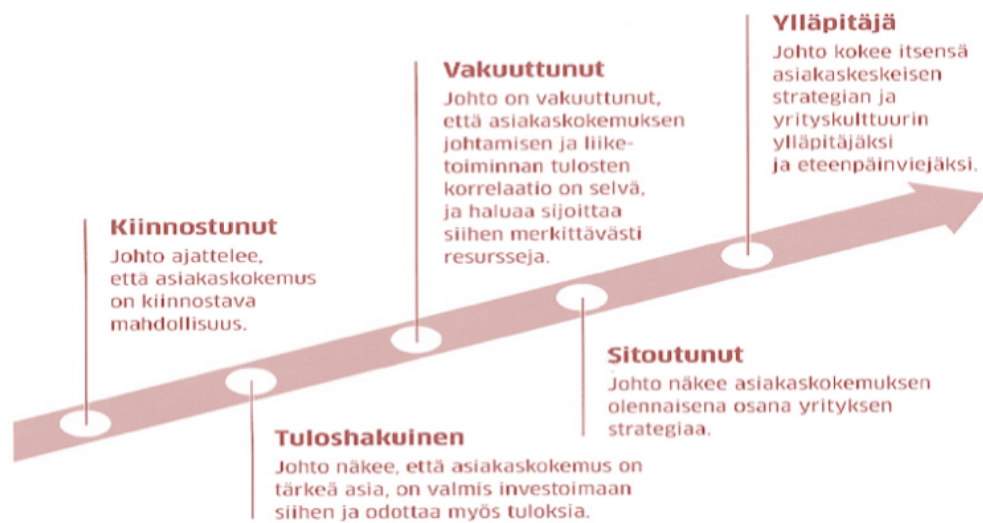 Kiinnostunut
Johto ajattelee,
että asiakaskokemus
on kiinnostava
mahdollisuus.
Tuloshakuinen
Johto näkee, että asiakaskokemus on
tärkeä asia, on valmis investoimaan
siihen ja odottaa myös tuloksia.
Vakuuttunut
Johto on vakuuttunut,
että asiakaskokemuksen
johtamisen ja liike-
toiminnan tulosten
korrelaatio on selvä,
ja haluaa sijoittaa
siihen merkittävästi
resursseja.
Sitoutunut
Johto näkee asiakaskokemuksen
olennaisena osana yrityksen
strategiaa.
Ylläpitäjä
Johto kokee itsensä
asiakaskeskeisen
strategian ja
yrityskulttuurin
ylläpitäjäksi
ja eteenpäinviejäksi.